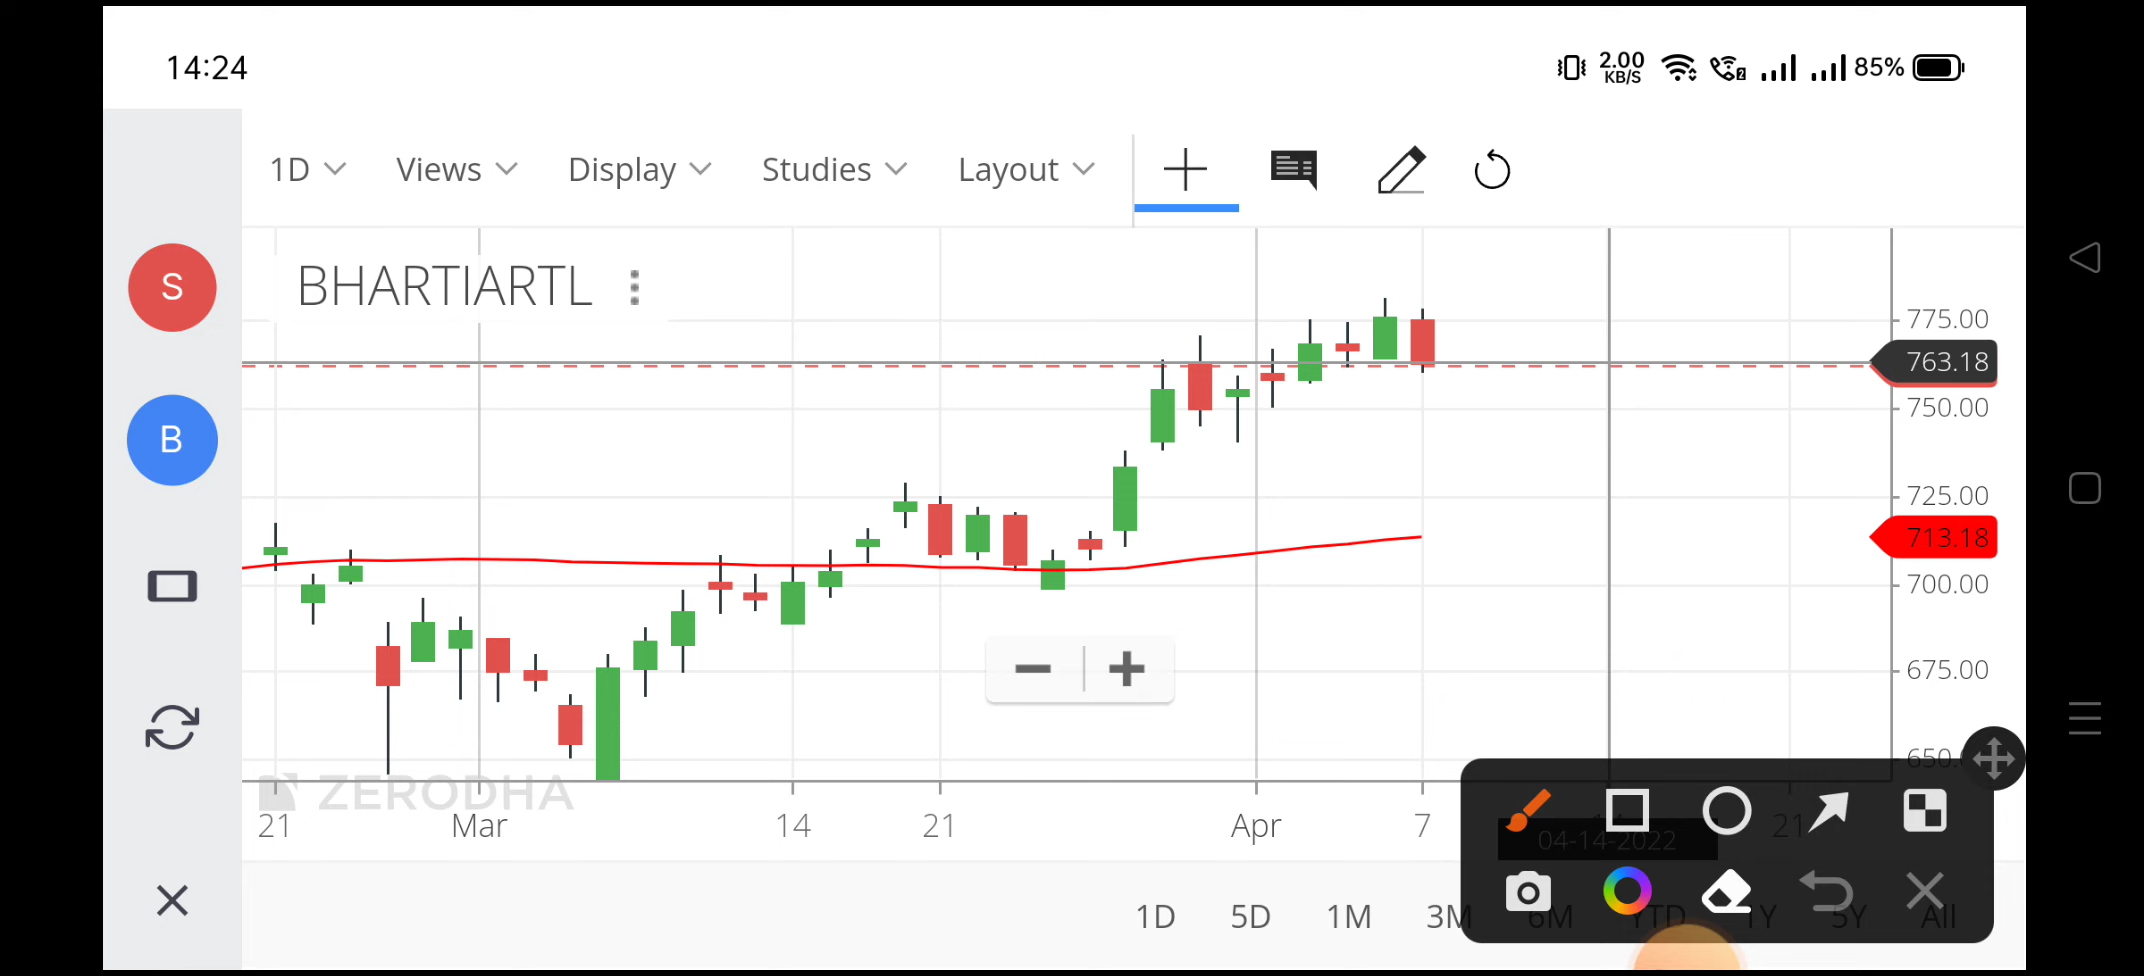 14:24
2.00
KB/S
85%
1D Views Display Studies Layout
S
BHARTIARTL
B
775.00
763.18
750.00
725.00
713.18
700.00
675.00
650.
ZERODHA
21 Mar 14 21 Apr 7 21
04-14-2022
1D 5D 1M 3M 6M YTD 1Y 5Y All